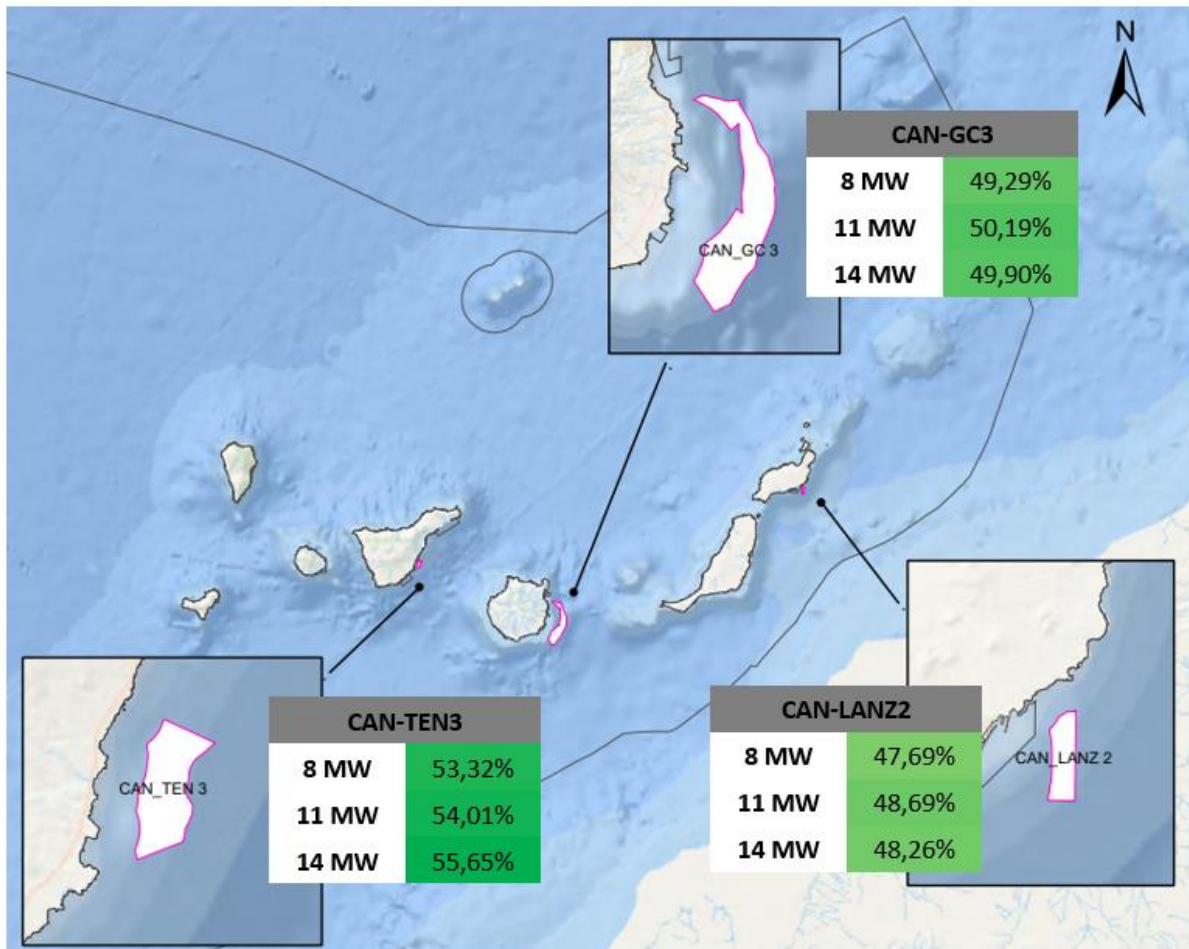 N
CAN-GC3
8 MW 49,29%
11 MW 50,19%
14 MW 49,90%
CAN_GC 3
CAN-TEN3
8 MW 53,32%
11 MW 54,01%
14 MW 55,65%
CAN_TEN 3
CAN-LANZ2
8 MW 47,69%
11 MW 48,69%
14 MW 48,26%
CAN_LANZ 2